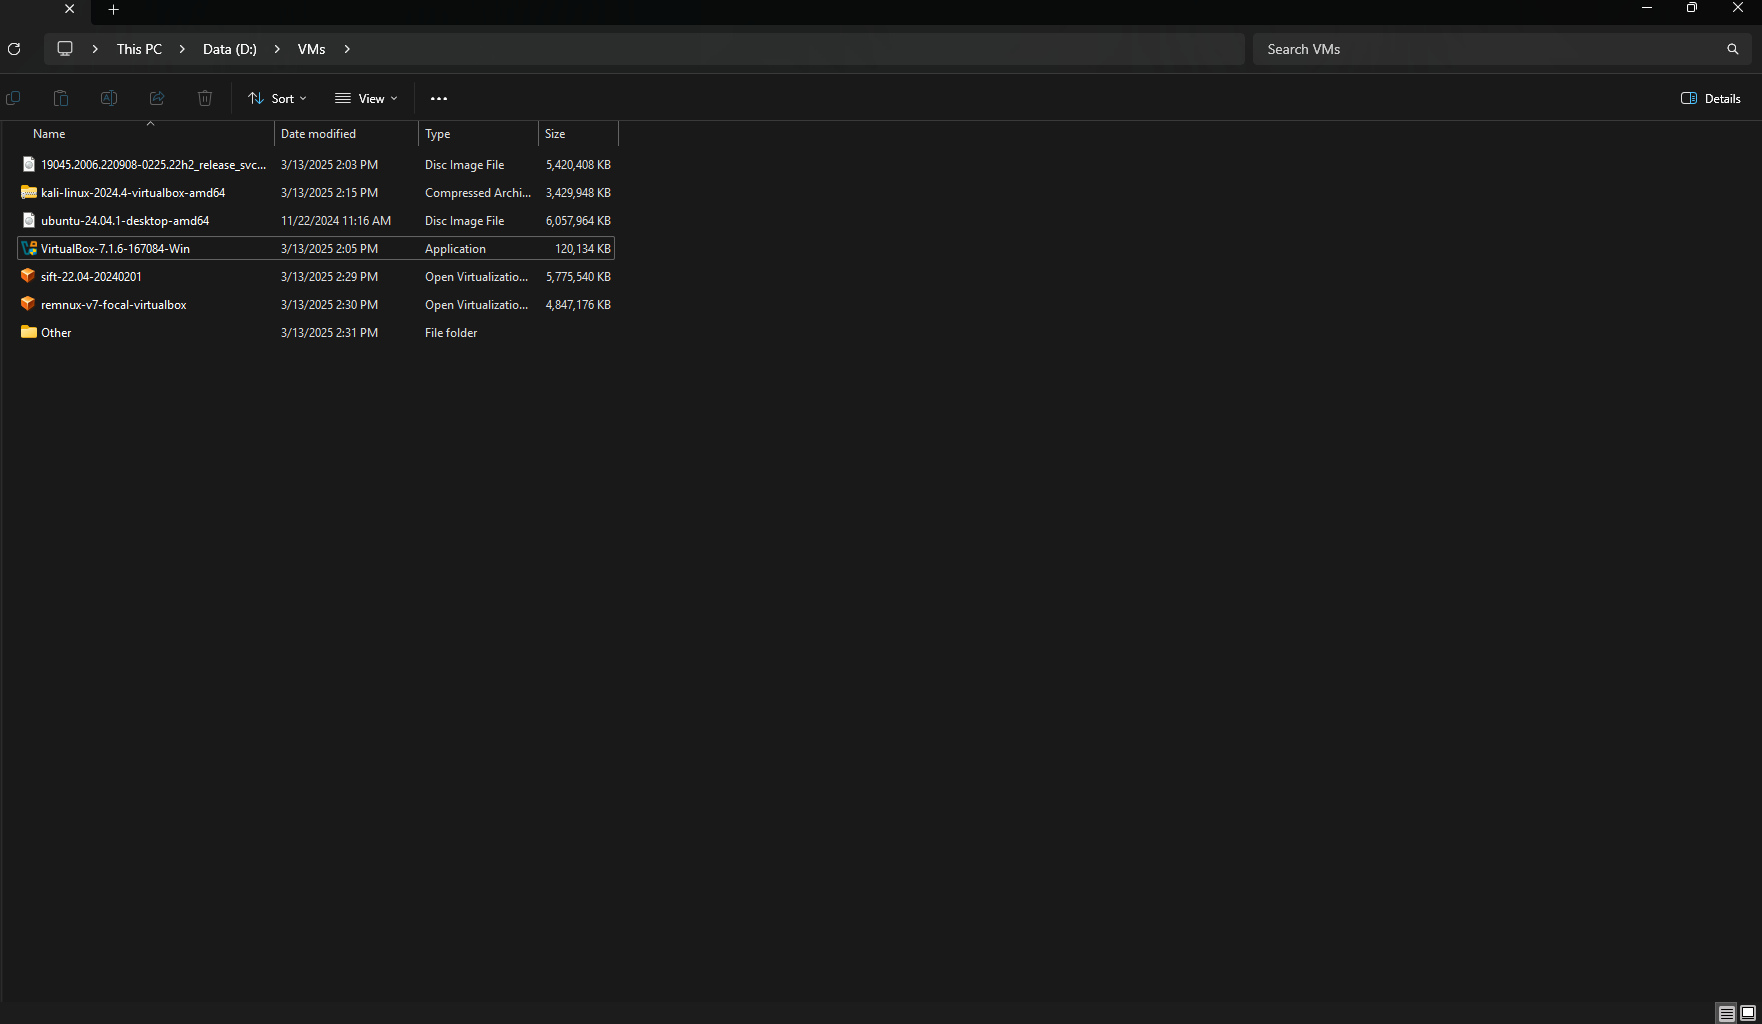 This PC > Data (D:) > VMs >
Search VMs
Sort
View
Details
Name Date modified Type Size
19045.2006.220908-0225.22h2_release_svc... 3/13/2025 2:03 PM Disc Image File 5,420,408 KB
kali-linux-2024.4-virtualbox-amd64 3/13/2025 2:15 PM Compressed Archi... 3,429,948 KB
ubuntu-24.04.1-desktop-amd64 11/22/2024 11:16 AM Disc Image File 6,057,964 KB
VirtualBox-7.1.6-167084-Win 3/13/2025 2:05 PM Application 120,134 KB
sift-22.04-20240201 3/13/2025 2:29 PM Open Virtualizatio... 5,775,540 KB
remnux-v7-focal-virtualbox 3/13/2025 2:30 PM Open Virtualizatio... 4,847,176 KB
Other 3/13/2025 2:31 PM File folder